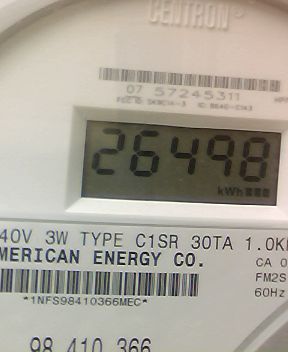 CENTRON®
07 57245311
26498
kWh
40V 3W TYPE C1SR 30TA 1.0K
MERICAN ENERGY CO.
CA 0
FM2S
60Hz
*1NFS98410366MEC*
98 410 366